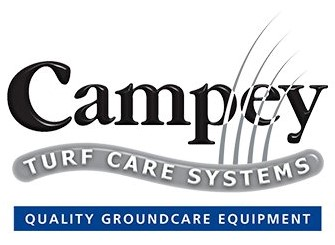 Campey
TURF CARE SYSTEMS
QUALITY GROUNDCARE EQUIPMENT